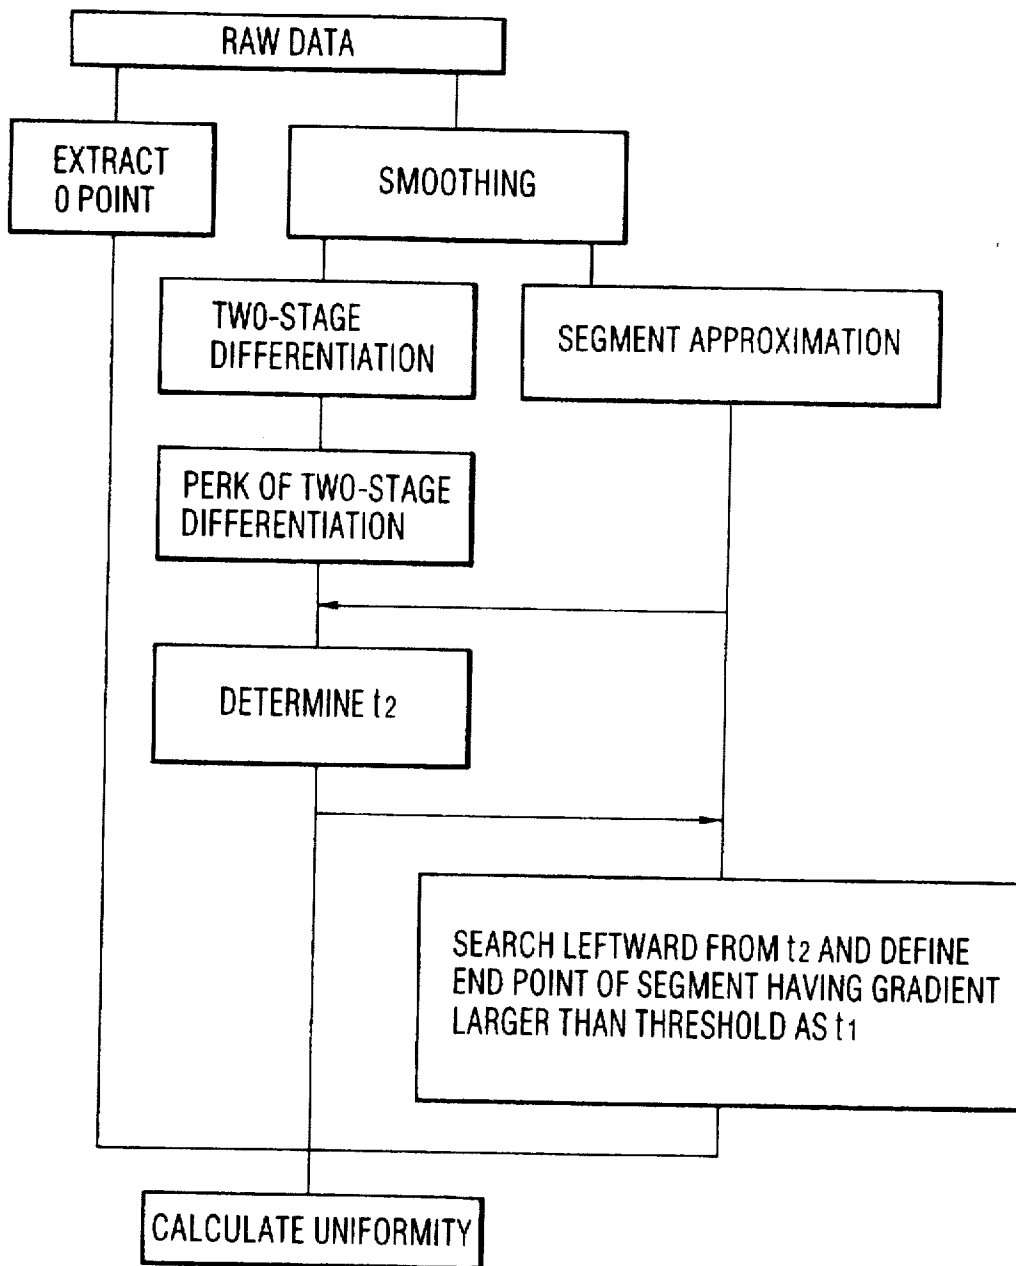 RAW DATA
EXTRACT
0 POINT
SMOOTHING
TWO-STAGE
DIFFERENTIATION
SEGMENT APPROXIMATION
PERK OF TWO-STAGE
DIFFERENTIATION
DETERMINE t2
SEARCH LEFTWARD FROM t2 AND DEFINE
END POINT OF SEGMENT HAVING GRADIENT
LARGER THAN THRESHOLD AS t1
CALCULATE UNIFORMITY